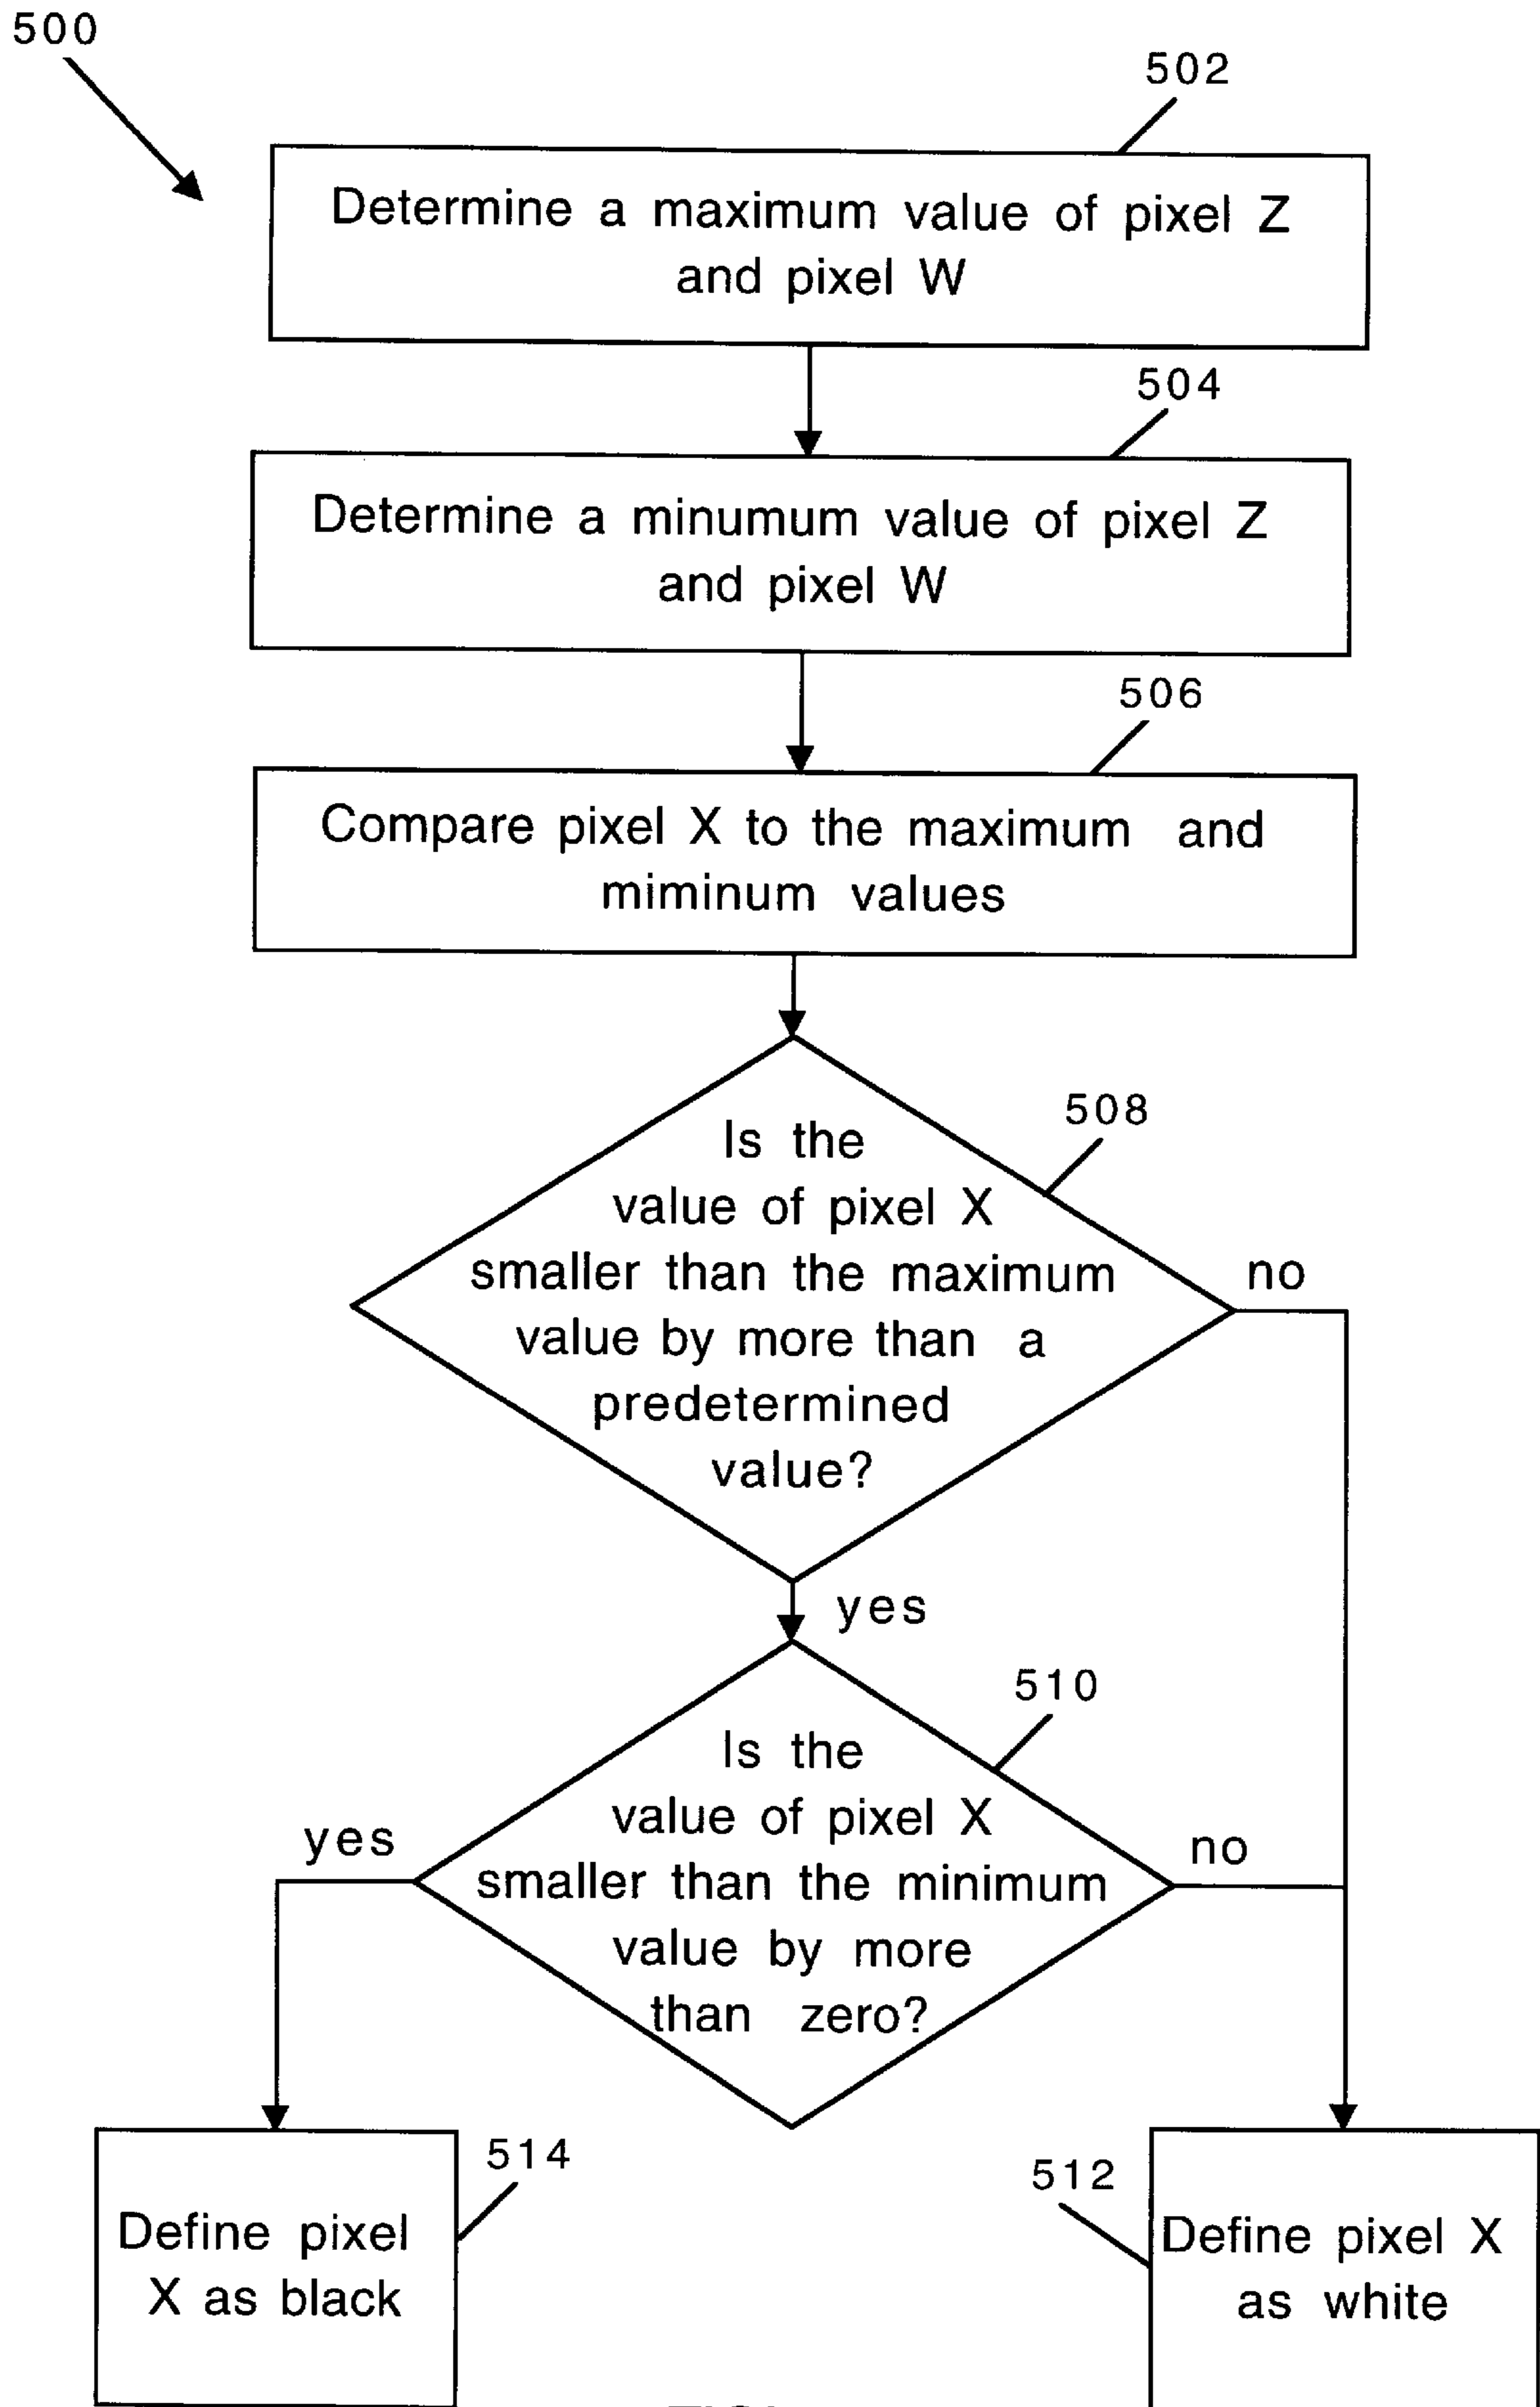 500
502
Determine a maximum value of pixel Z
and pixel W
504
Determine a minumum value of pixel Z
and pixel W
506
Compare pixel X to the maximum and
miminum values
508
Is the
value of pixel X
smaller than the maximum
value by more than a
predetermined
value?
no
yes
510
Is the
value of pixel X
smaller than the minimum
value by more
than zero?
yes
no
514
Define pixel
X as black
512
Define pixel X
as white